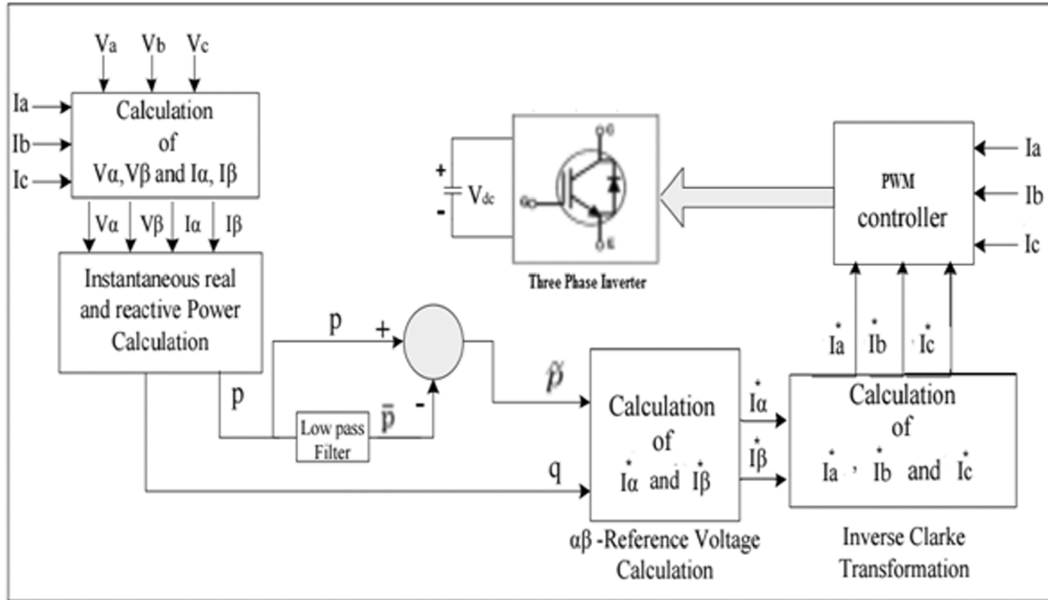 Va Vb Vc
Ia
Ib
Ic
Calculation
of
Vα,Vβ and Iα, Iβ
Vα Vβ Iα Iβ
Instantaneous real
and reactive Power
Calculation
p
p
+
Low pass
Filter
p̄
-
q
p̃
+
-
Vdc
G
G
E
Three Phase Inverter
PWM
controller
Ia
Ib
Ic
Calculation
of
I*α and I*β
αβ -Reference Voltage
Calculation
I*α
I*β
I*a I*b I*c
Calculation
of
I*a , I*b and I*c
Inverse Clarke
Transformation